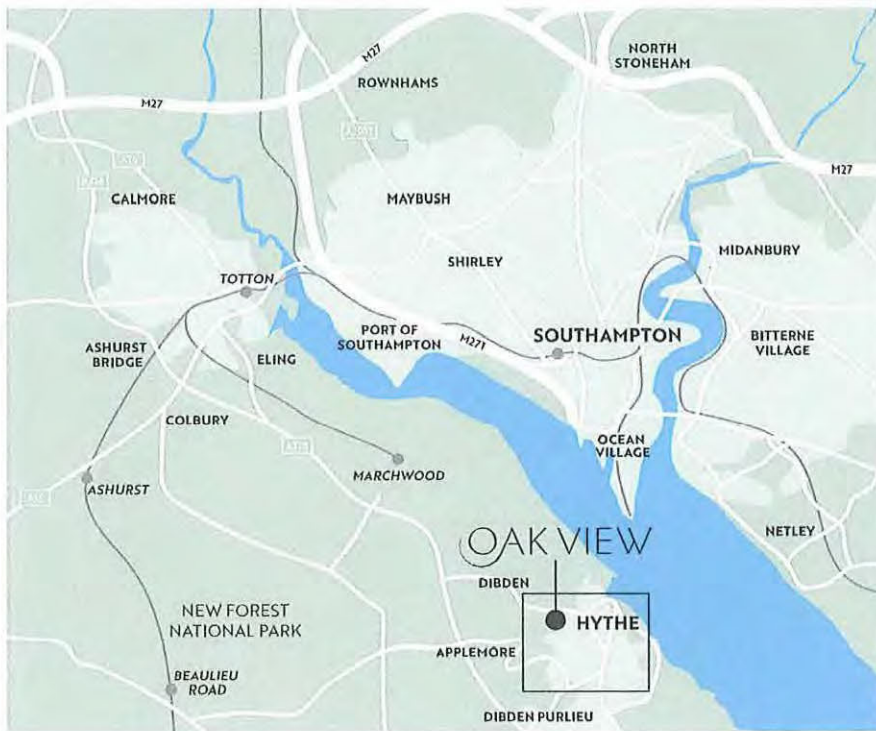 M27
NORTH
STONEHAM
ROWNHAMS
M27
M27
CALMORE
MAYBUSH
SHIRLEY
MIDANBURY
TOTTON
PORT OF
SOUTHAMPTON
M271
SOUTHAMPTON
BITTERNE
VILLAGE
ASHURST
BRIDGE
ELING
COLBURY
OCEAN
VILLAGE
MARCHWOOD
ASHURST
NETLEY
OAK VIEW
DIBDEN
HYTHE
NEW FOREST
NATIONAL PARK
APPLEMORE
BEAULIEU
ROAD
DIBDEN PURLIEU